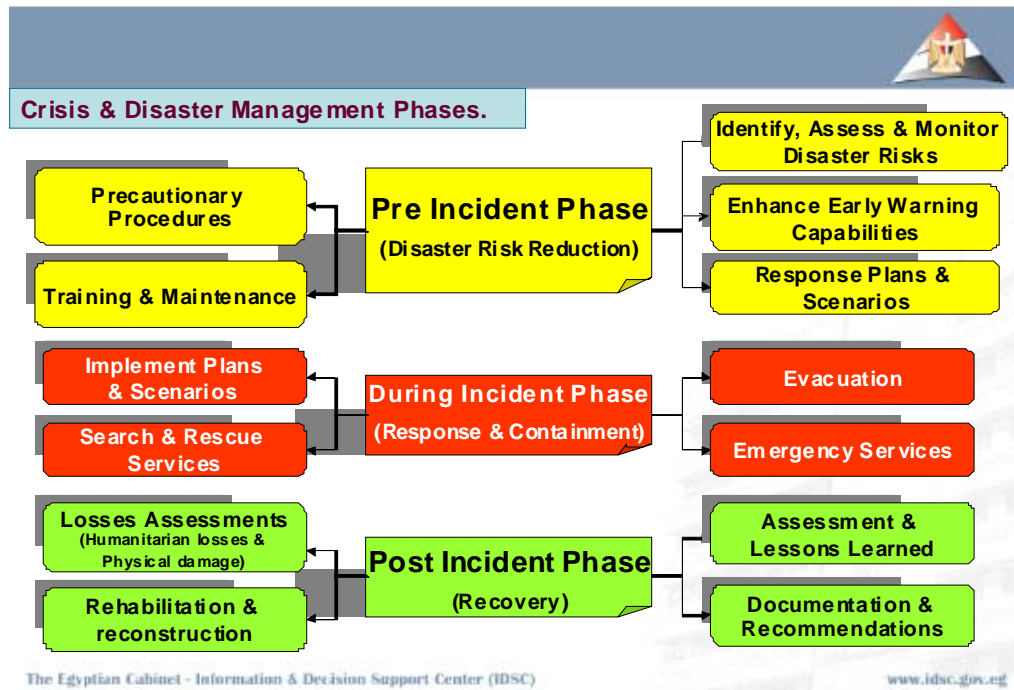 Crisis & Disaster Management Phases.
Precautionary
Procedures
Training & Maintenance
Pre Incident Phase
(Disaster Risk Reduction)
Identify, Assess & Monitor
Disaster Risks
Enhance Early Warning
Capabilities
Response Plans &
Scenarios
Implement Plans
& Scenarios
Search & Rescue
Services
During Incident Phase
(Response & Containment)
Evacuation
Emergency Services
Losses Assessments
(Humanitarian losses &
Physical damage)
Rehabilitation &
reconstruction
Post Incident Phase
(Recovery)
Assessment &
Lessons Learned
Documentation &
Recommendations
The Egyptian Cabinet - Information & Decision Support Center (IDSC)
www.idsc.gov.eg